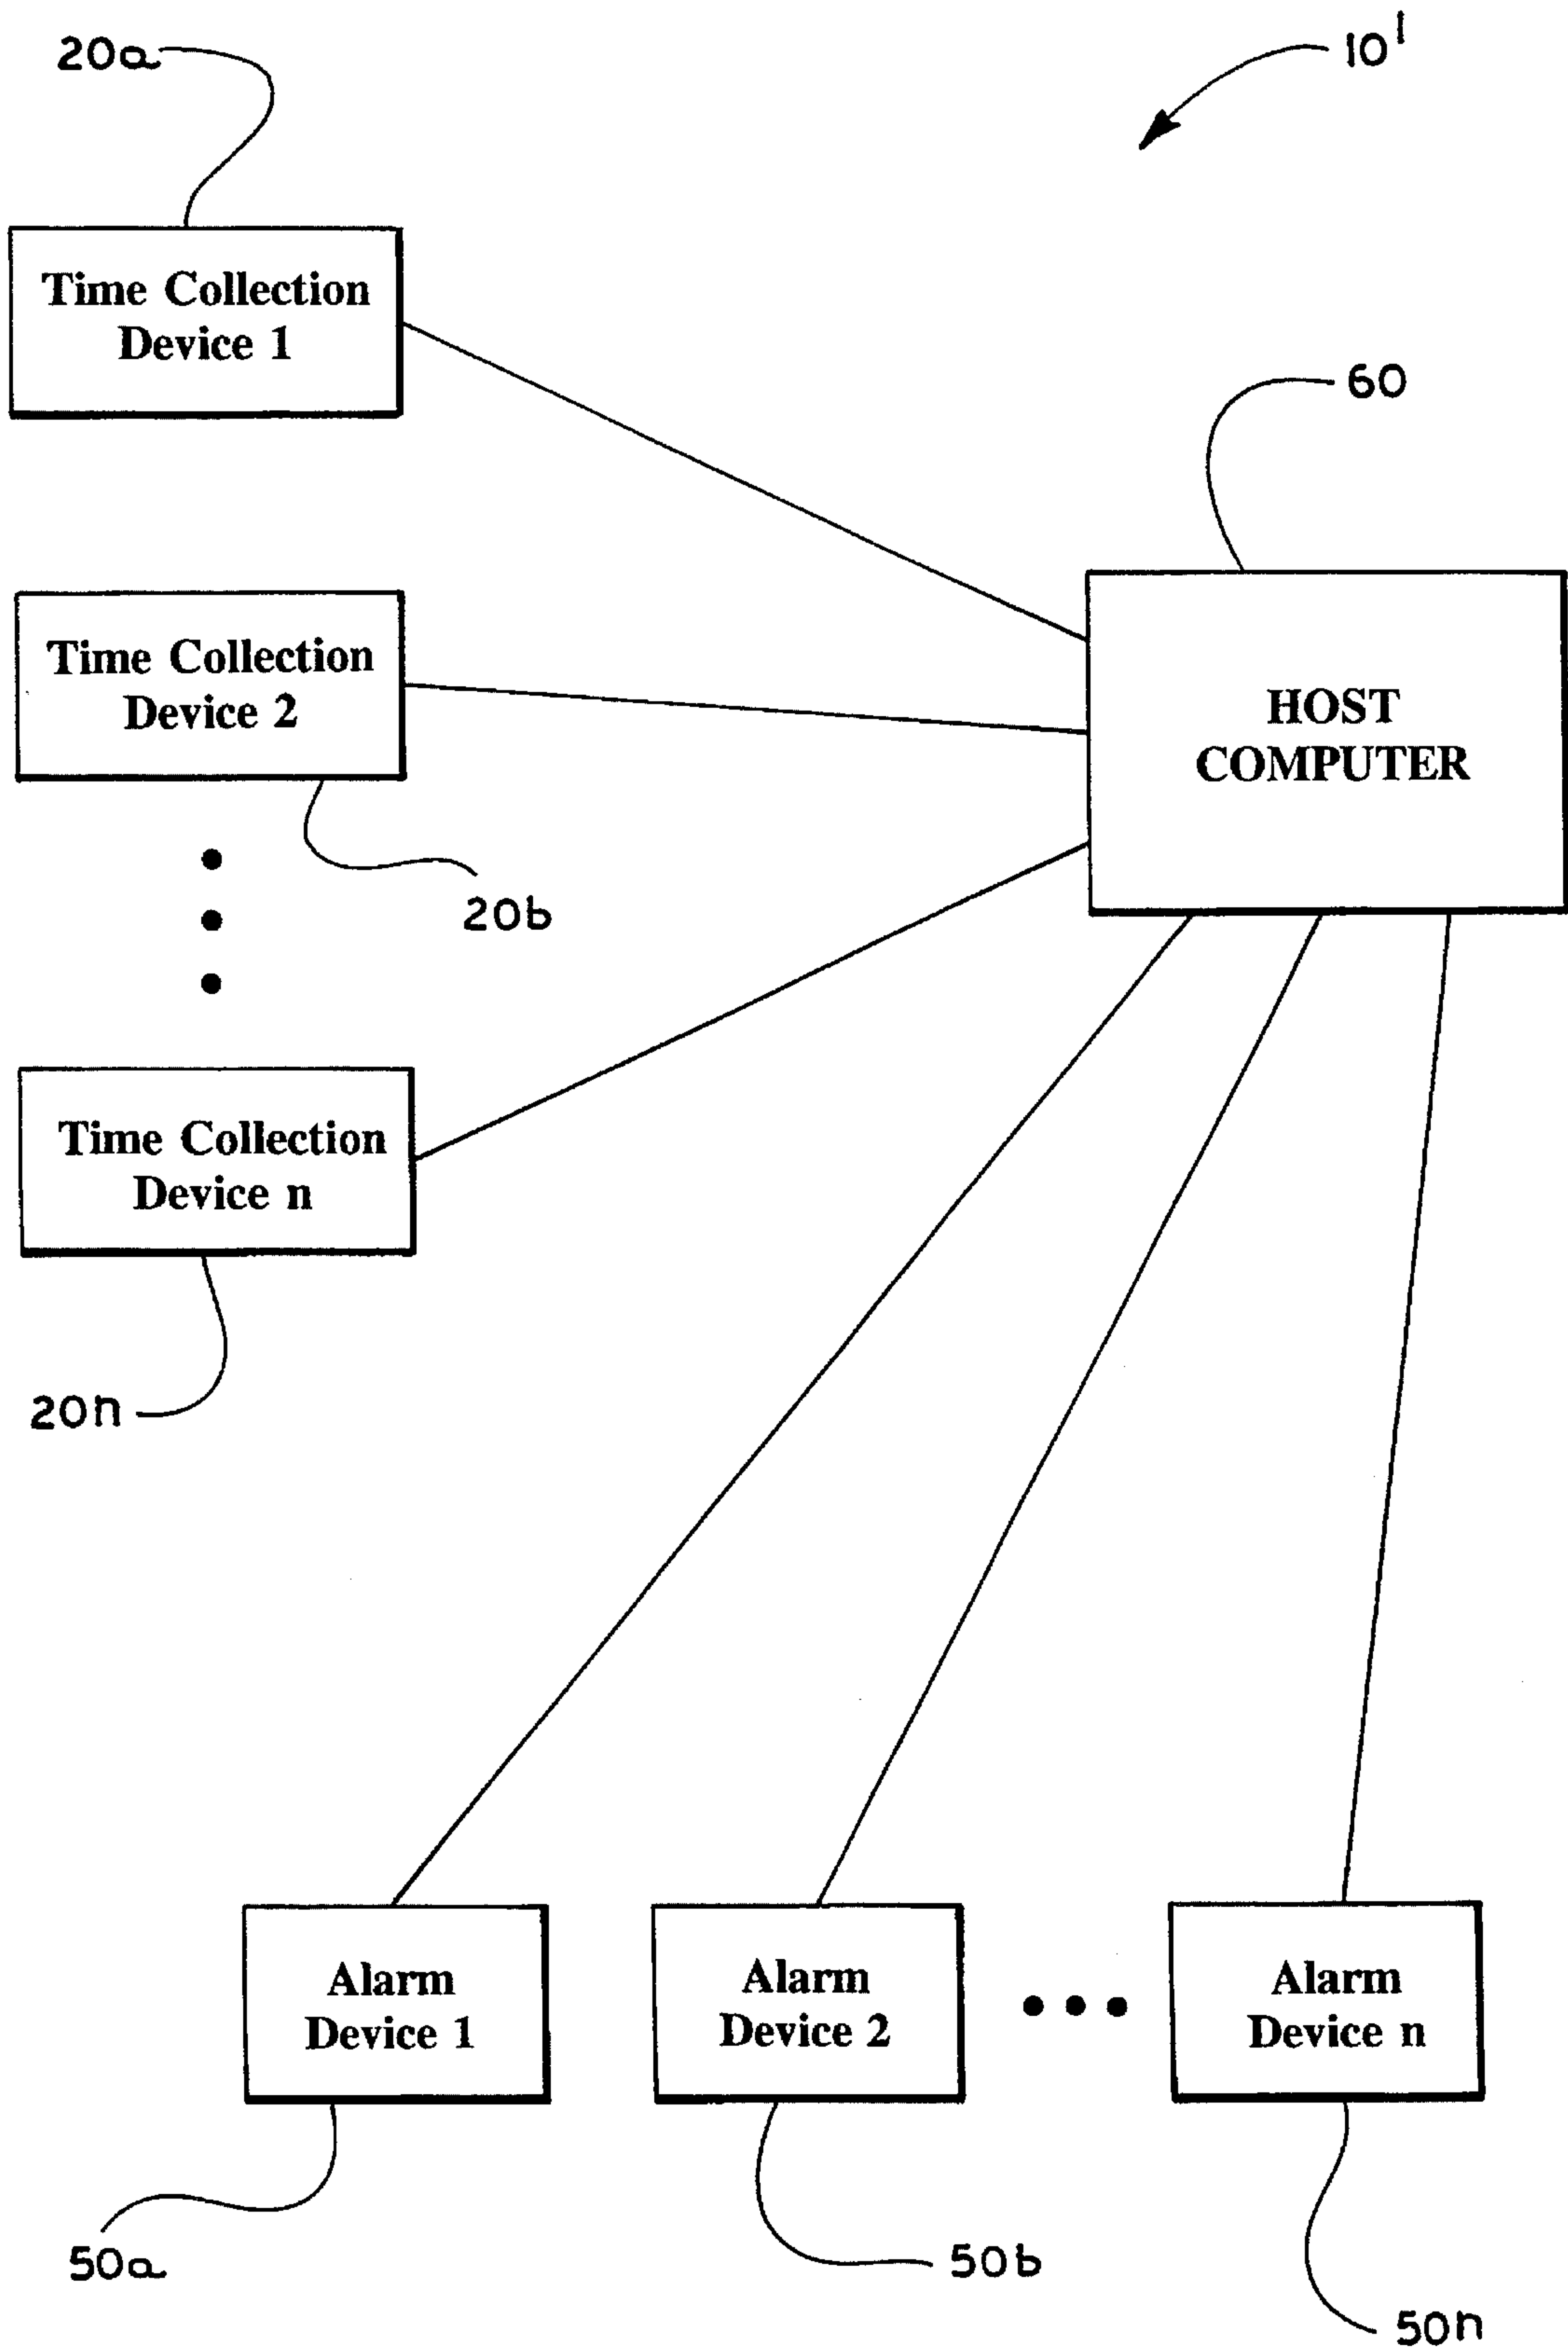 20a
10'
Time Collection
Device 1
60
Time Collection
Device 2
HOST
COMPUTER
20b
Time Collection
Device n
20n
Alarm
Device 1
Alarm
Device 2
Alarm
Device n
50a
50b
50n